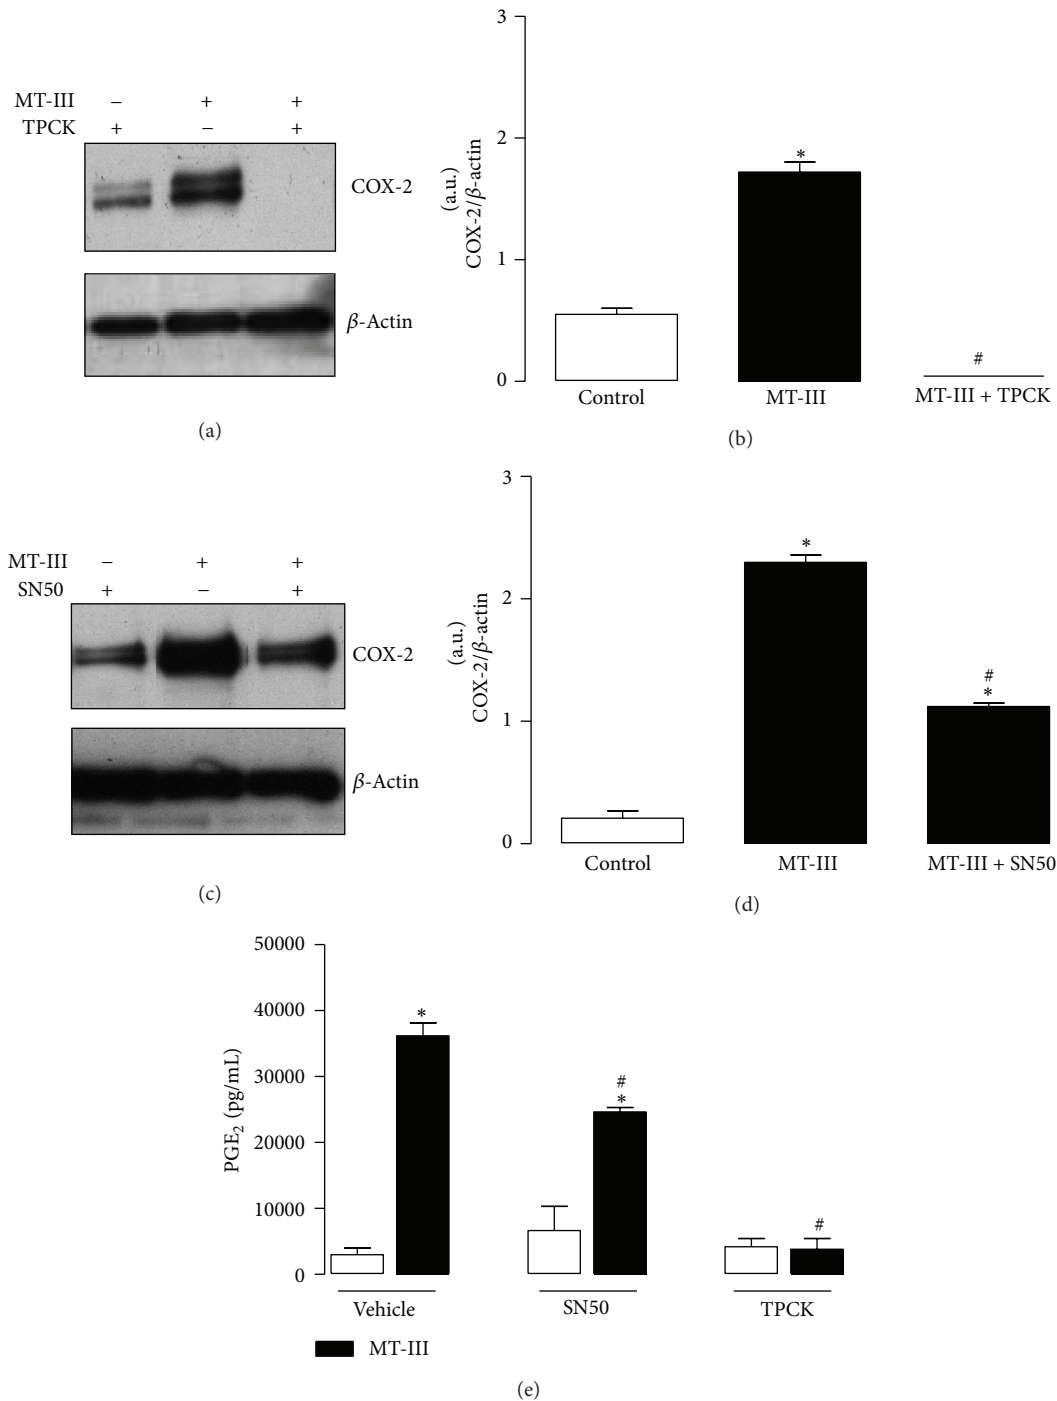 MT-III − + +
TPCK + − +
COX-2
β-Actin
(a)
3
2
1
0
(a.u.)
COX-2/β-actin
*
#
Control MT-III MT-III + TPCK
(b)
MT-III − + +
SN50 + − +
COX-2
β-Actin
(c)
3
2
1
0
(a.u.)
COX-2/β-actin
*
#
*
Control MT-III MT-III + SN50
(d)
50000
40000
30000
20000
10000
0
PGE₂ (pg/mL)
*
#
*
#
Vehicle SN50 TPCK
MT-III
(e)